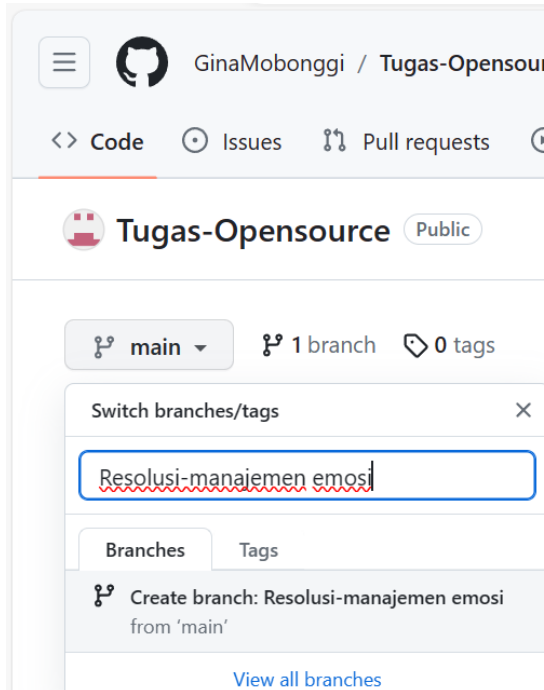 GinaMobonggi / Tugas-Opensour
Code Issues Pull requests
Tugas-Opensource Public
main 1 branch 0 tags
Switch branches/tags
Resolusi-manajemen emosi
Branches Tags
Create branch: Resolusi-manajemen emosi
from ‘main’
View all branches